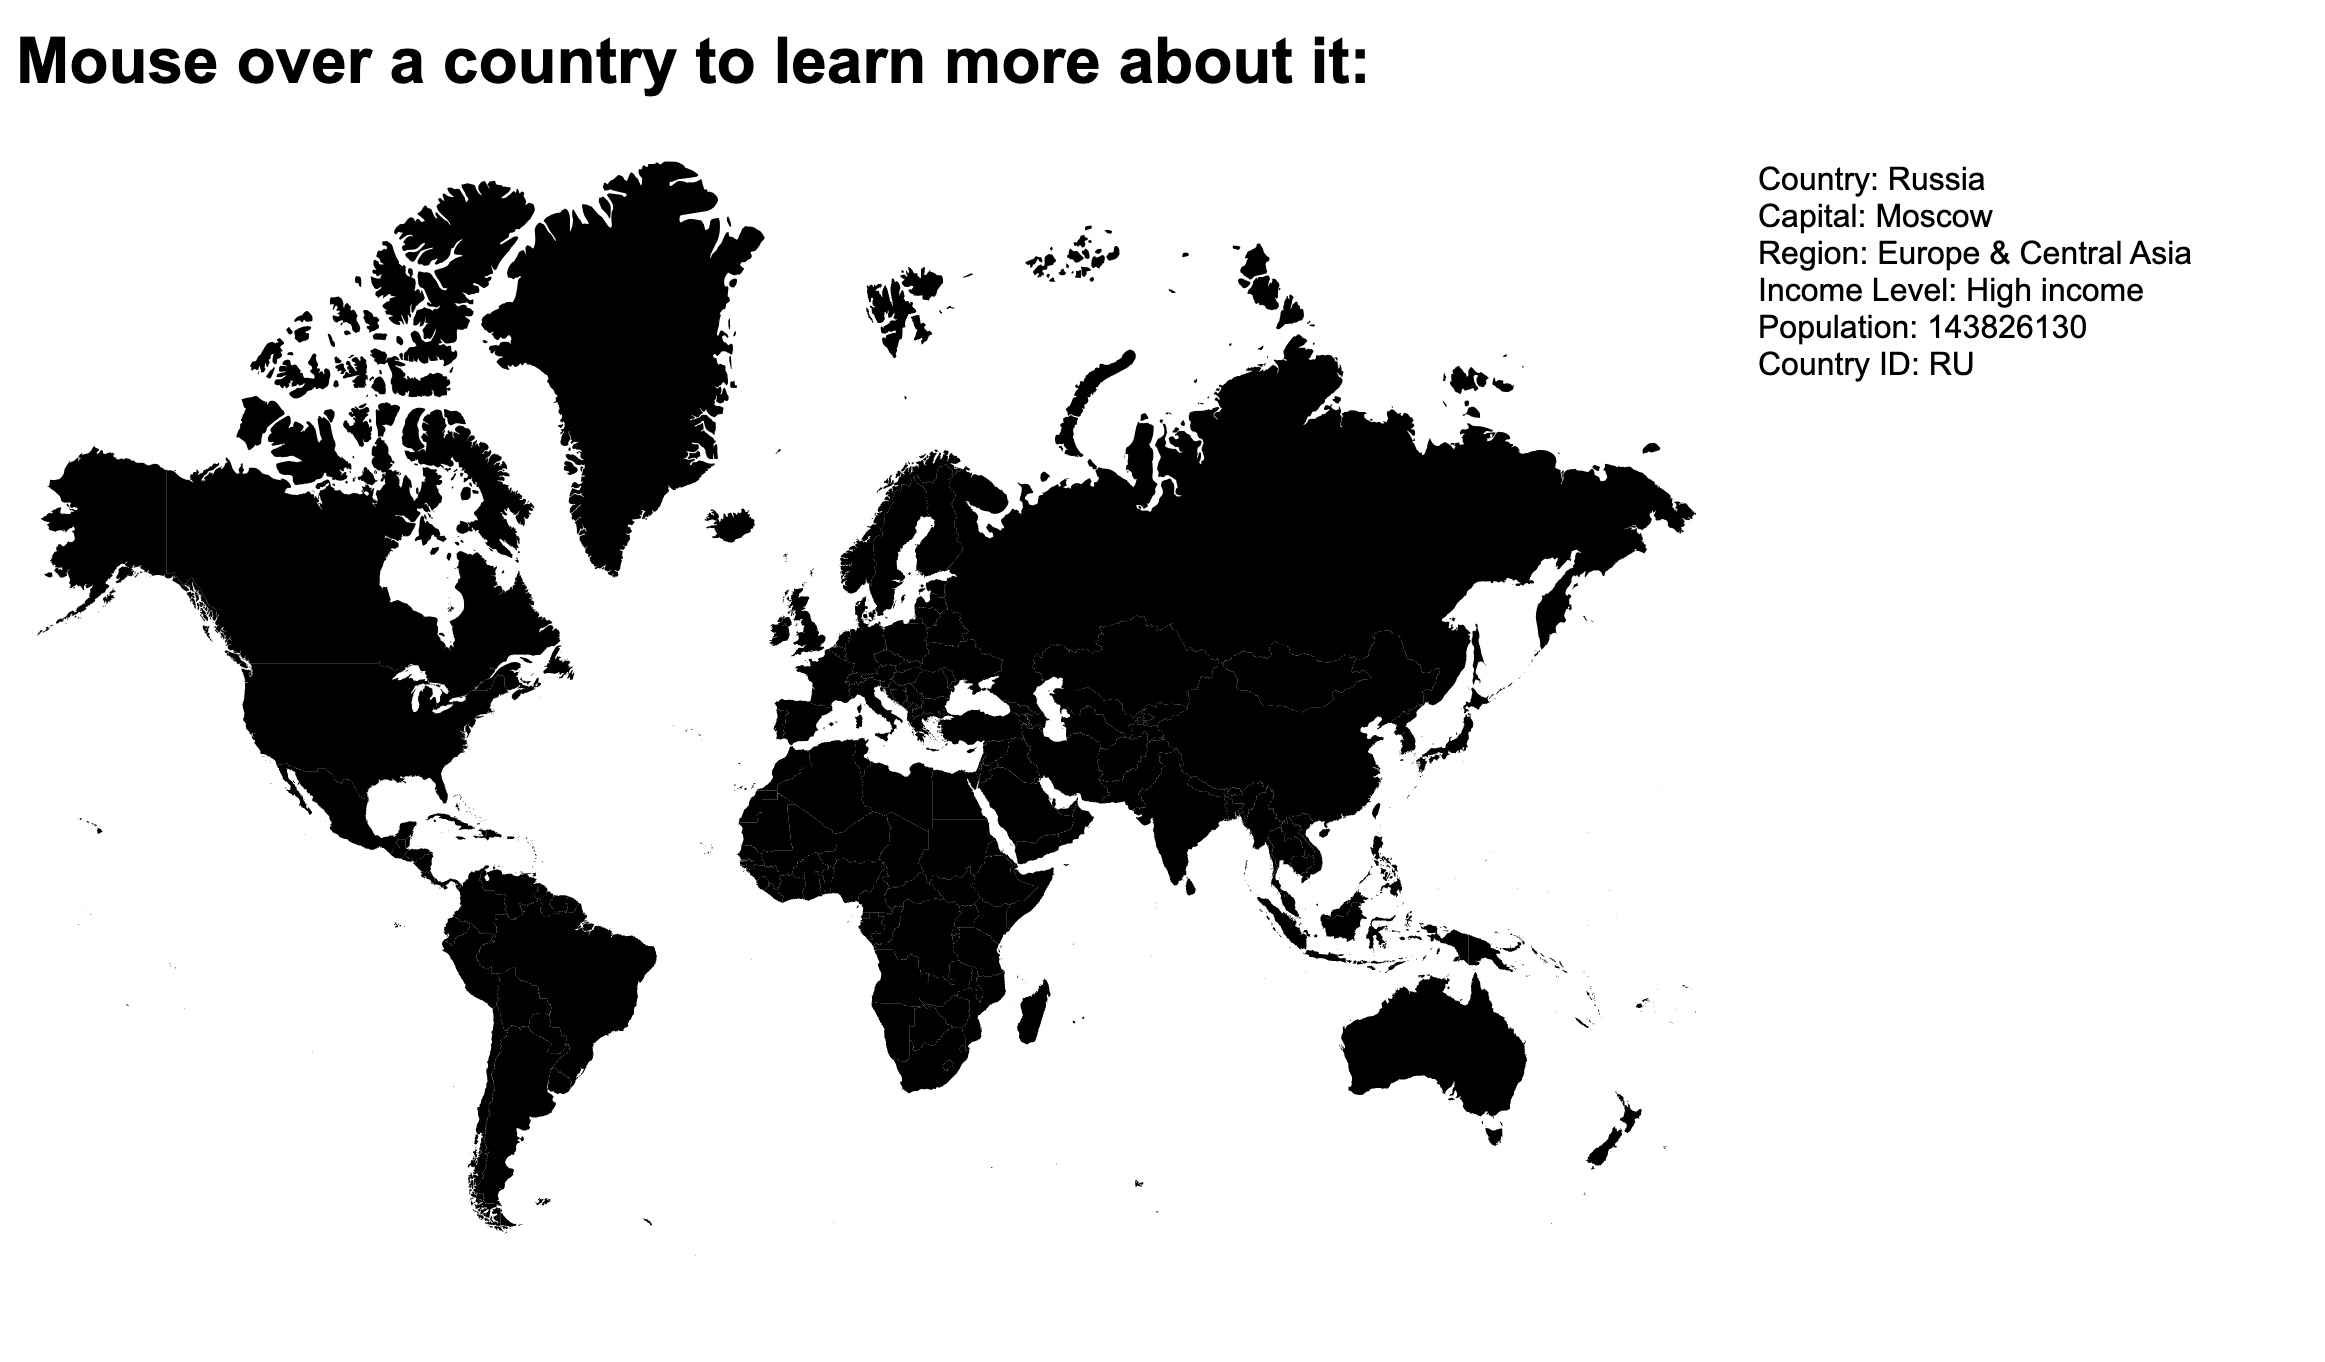 Mouse over a country to learn more about it:
Country: Russia
Capital: Moscow
Region: Europe & Central Asia
Income Level: High income
Population: 143826130
Country ID: RU